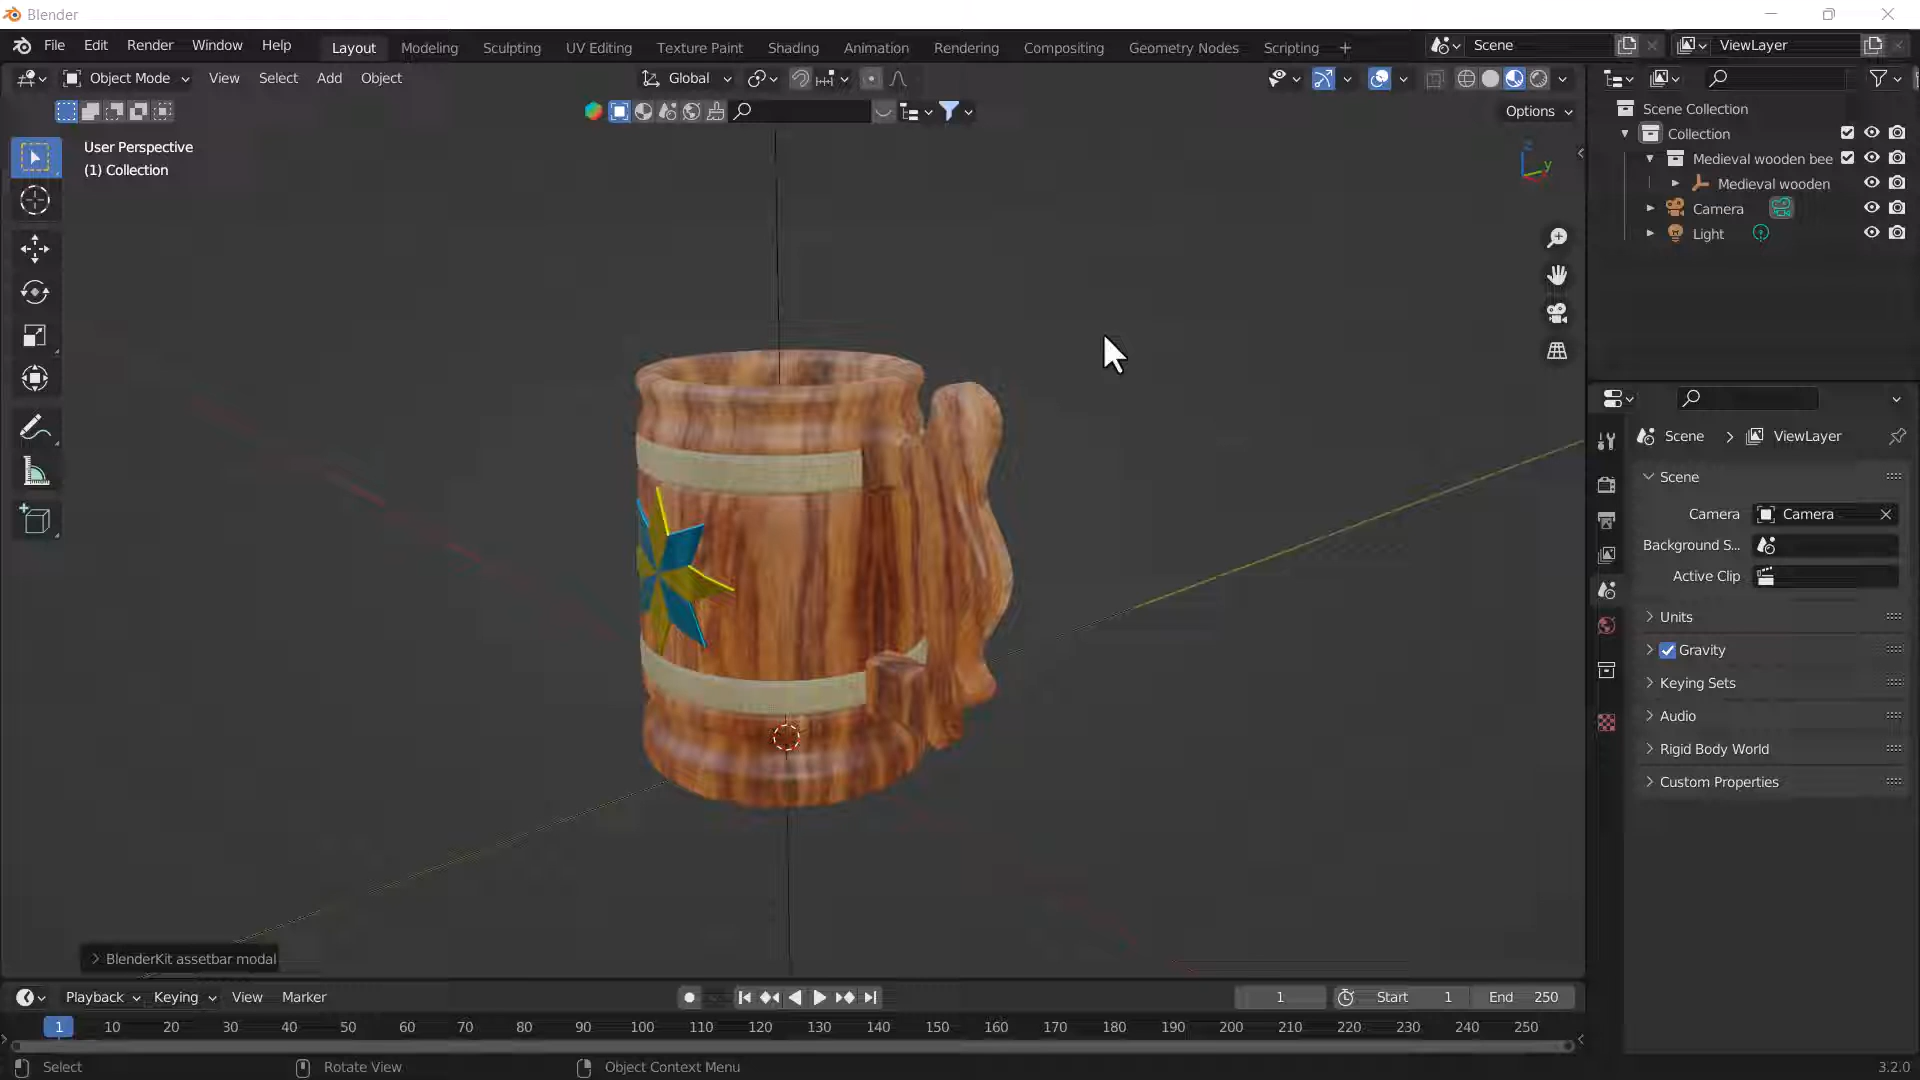 Blender
File Edit Render Window Help Layout Modeling Sculpting UV Editing Texture Paint Shading Animation Rendering Compositing Geometry Nodes Scripting + Scene ViewLayer
Object Mode View Select Add Object Global
Options
User Perspective
(1) Collection
Z
Y
Scene Collection
Collection
Medieval wooden bee
Medieval wooden
Camera
Light
Scene > ViewLayer
Scene
Camera Camera
Background S...
Active Clip
Units
Gravity
Keying Sets
Audio
Rigid Body World
Custom Properties
> BlenderKit assetbar modal
Playback Keying View Marker 1 Start 1 End 250
1 10 20 30 40 50 60 70 80 90 100 110 120 130 140 150 160 170 180 190 200 210 220 230 240 250
Select Rotate View Object Context Menu 3.2.0